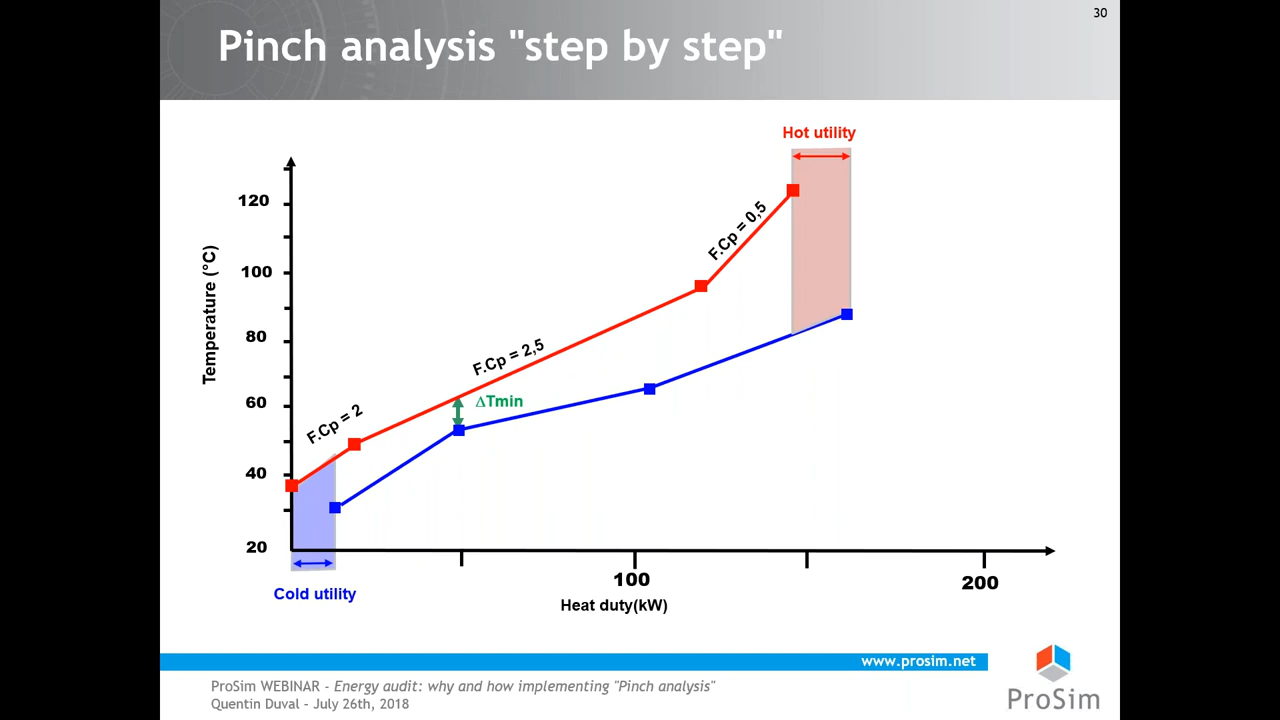 30
Pinch analysis "step by step"
Hot utility
120
100
80
60
40
20
Temperature (°C)
F.Cp = 2
F.Cp = 2,5
F.Cp = 0,5
ΔTmin
100
200
Cold utility
Heat duty(kW)
www.prosim.net
ProSim WEBINAR - Energy audit: why and how implementing "Pinch analysis"
Quentin Duval - July 26th, 2018
ProSim